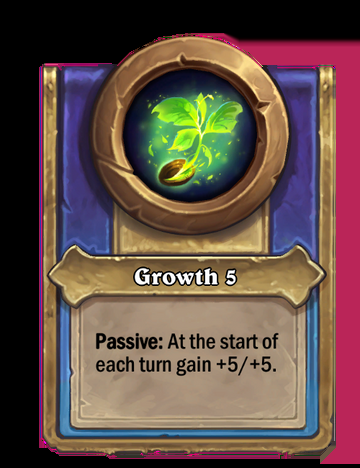 Growth 5
Passive: At the start of
each turn gain +5/+5.